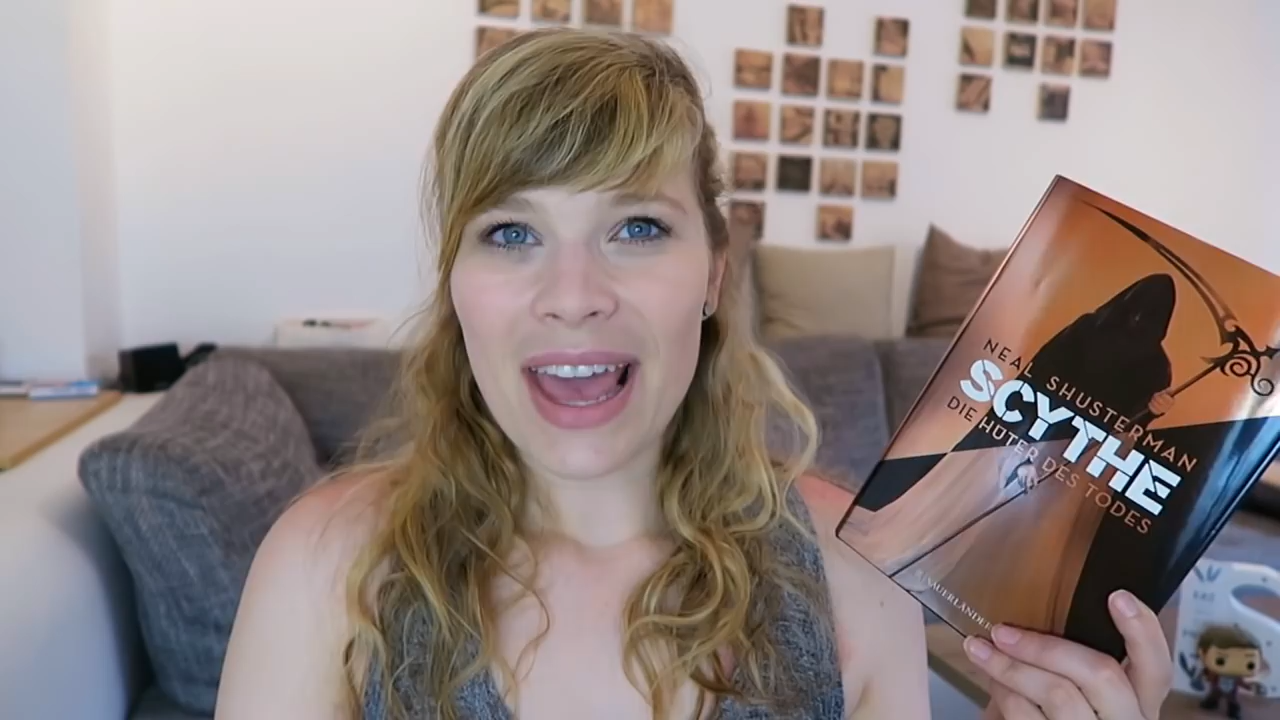 NEAL SHUSTERMAN
SCYTHE
DIE HÜTER DES TODES
SAUERLÄNDER